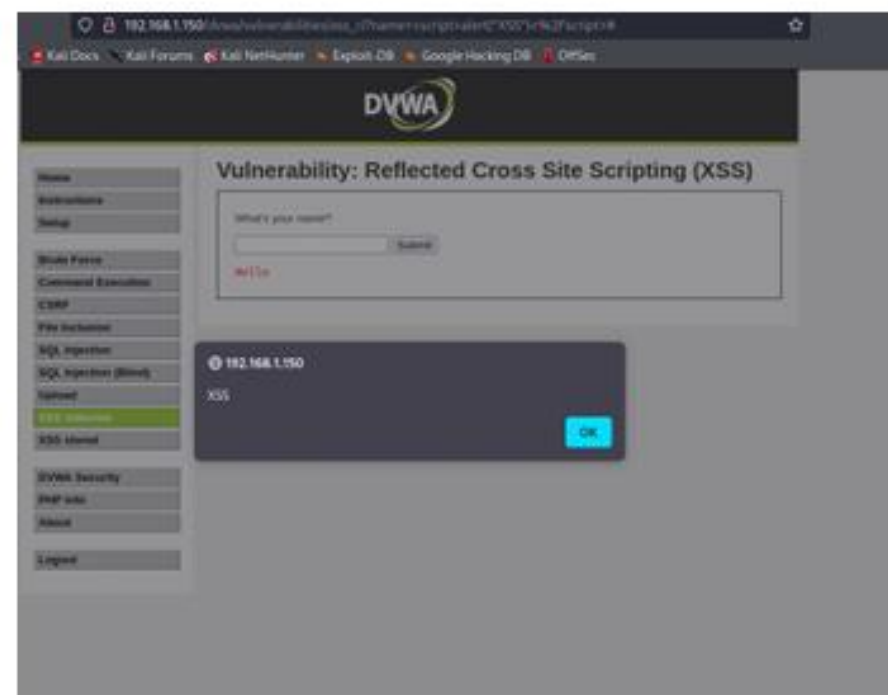 192.168.1.150/dvwa/vulnerabilities/xss_r/?name=<script>alert("XSS")<%2Fscript>#
Kali Docs Kali Forums Kali NetHunter Exploit-DB Google Hacking DB OffSec
DVWA
Vulnerability: Reflected Cross Site Scripting (XSS)
Home
Instructions
Setup
Brute Force
Command Execution
CSRF
File Inclusion
SQL Injection
SQL Injection (Blind)
Upload
XSS reflected
XSS stored
DVWA Security
PHP Info
About
Logout
What's your name?
Submit
Hello
192.168.1.150
XSS
OK